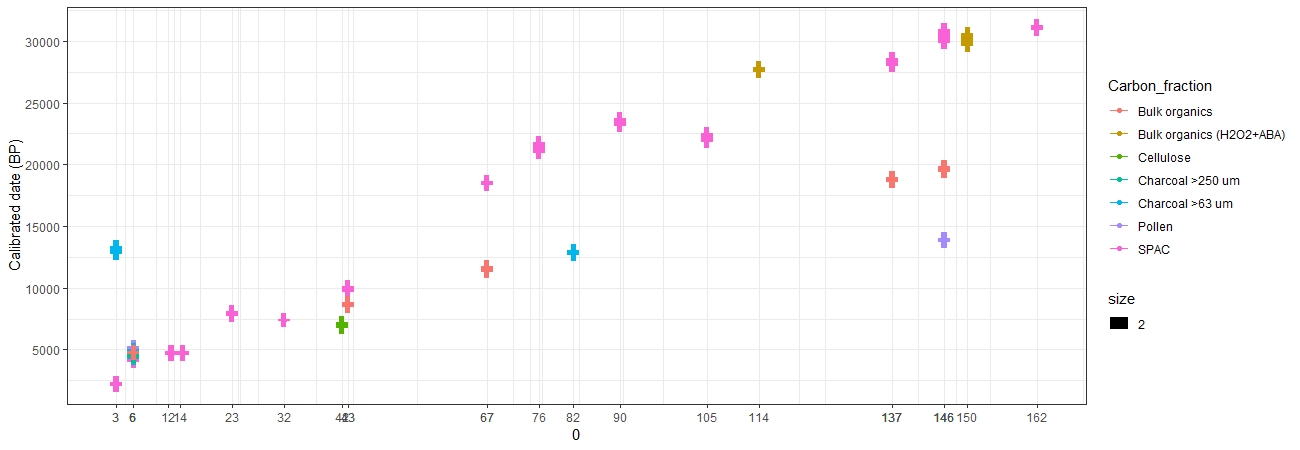 30000
25000
20000
15000
10000
5000
Calibrated date (BP)
3 6 12 14 23 32 42 43 67 76 82 90 105 114 137 146 150 162
0
Carbon_fraction
Bulk organics
Bulk organics (H2O2+ABA)
Cellulose
Charcoal >250 um
Charcoal >63 um
Pollen
SPAC
size
2